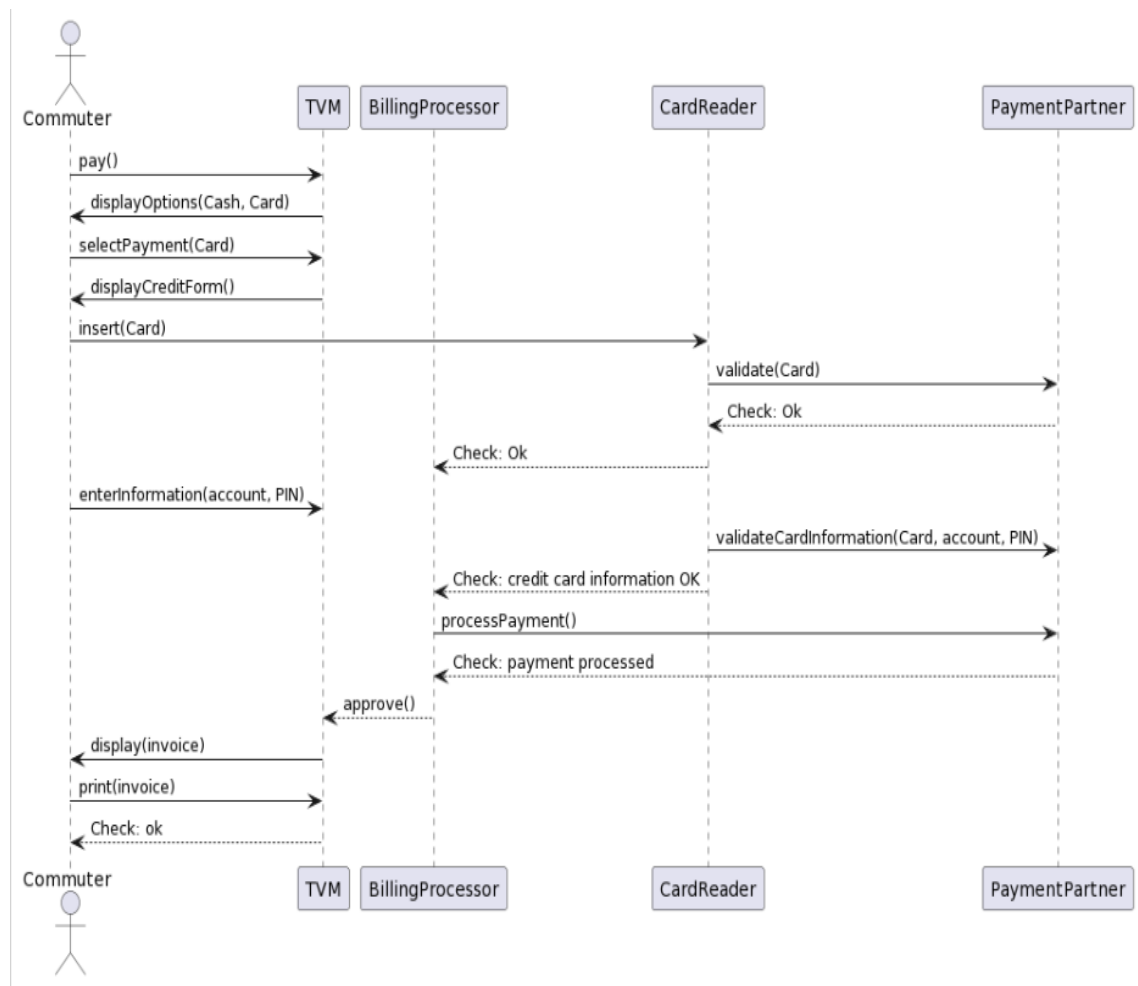 Commuter
TVM
BillingProcessor
CardReader
PaymentPartner
pay()
displayOptions(Cash, Card)
selectPayment(Card)
displayCreditForm()
insert(Card)
validate(Card)
Check: Ok
Check: Ok
enterInformation(account, PIN)
validateCardInformation(Card, account, PIN)
Check: credit card information OK
processPayment()
Check: payment processed
approve()
display(invoice)
print(invoice)
Check: ok
Commuter
TVM
BillingProcessor
CardReader
PaymentPartner